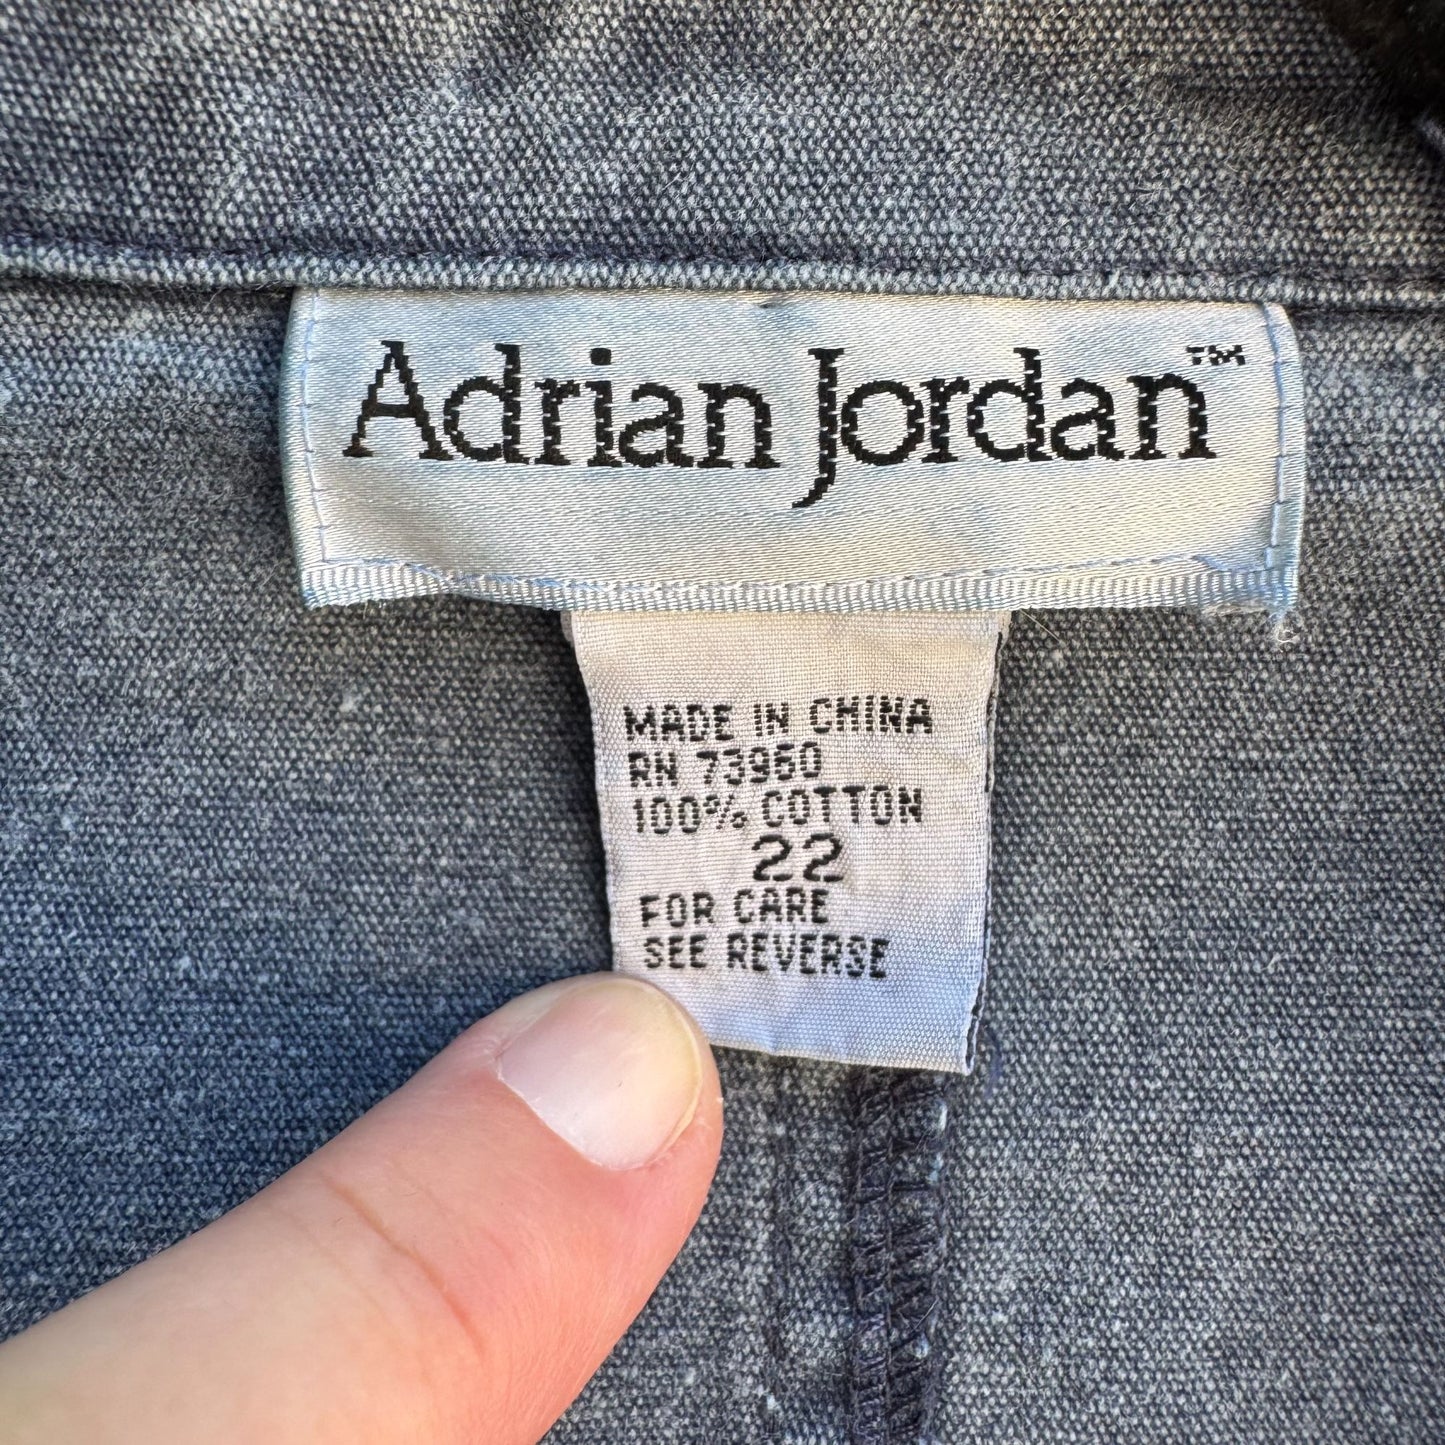 Adrian Jordan™
MADE IN CHINA
RN 73960
100% COTTON
22
FOR CARE
SEE REVERSE